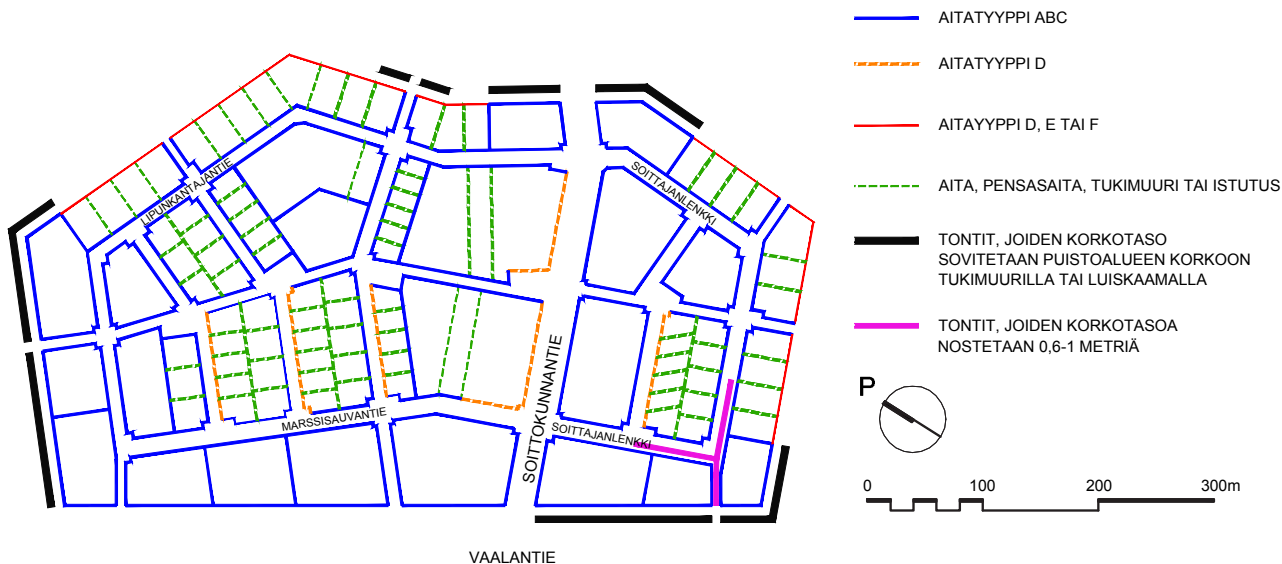 AITATYYPPI ABC
AITATYYPPI D
AITAYYPPI D, E TAI F
AITA, PENSASAITA, TUKIMUURI TAI ISTUTUS
TONTIT, JOIDEN KORKOTASO
SOVITETAAN PUISTOALUEEN KORKOON
TUKIMUURILLA TAI LUISKAAMALLA
TONTIT, JOIDEN KORKOTASOA
NOSTETAAN 0,6-1 METRIÄ
P
0 100 200 300m
LIPUNKANTAJANTIE
SOITTAJANLENKKI
MARSSISAUVANTIE
SOITTOKUNNANTIE
SOITTAJANLENKKI
VAALANTIE